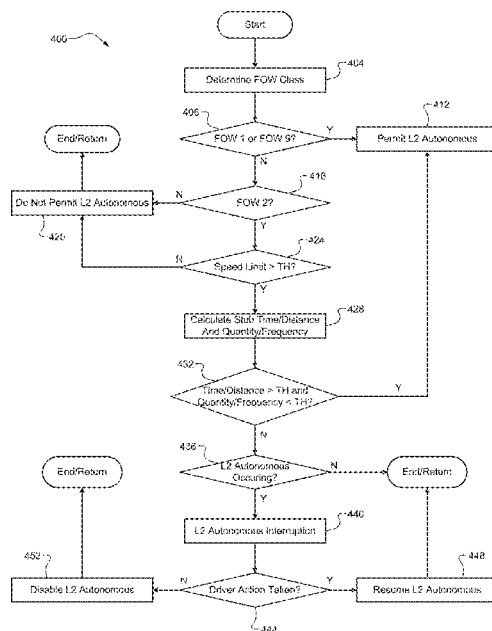 Start
400
Determine FOW Class
404
408
FOW 1 or FOW 9?
Y
412
Permit L2 Autonomous
End/Return
N
416
Do Not Permit L2 Autonomous
N
FOW 2?
420
Y
424
N
Speed Limit > TH?
Y
Calculate Stub Time/Distance
And Quantity/Frequency
428
432
Time/Distance > TH and
Quantity/Frequency < TH?
Y
N
436
End/Return
L2 Autonomous
Occuring?
N
End/Return
Y
L2 Autonomous Interruption
440
452
448
Disable L2 Autonomous
N
Driver Action Taken?
Y
Resume L2 Autonomous
444